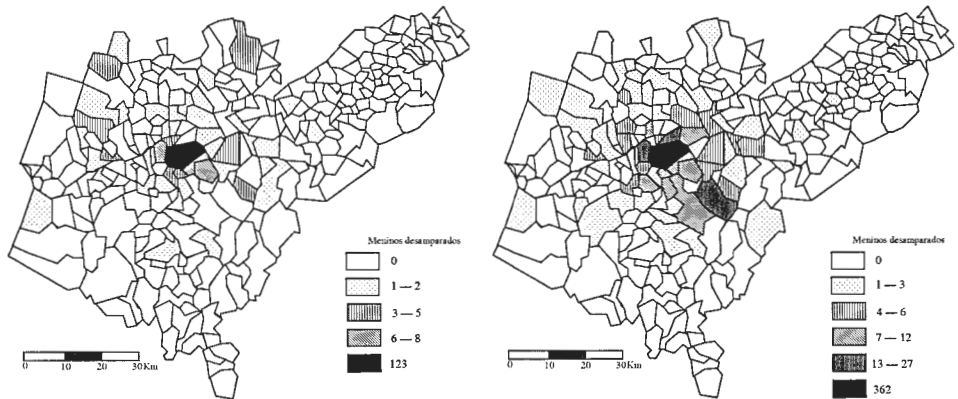 Meninos desamparados
0
1 — 2
3 — 5
6 — 8
123
0 10 20 30Km
Meninos desamparados
0
1 — 3
4 — 6
7 — 12
13 — 27
362
0 10 20 30Km